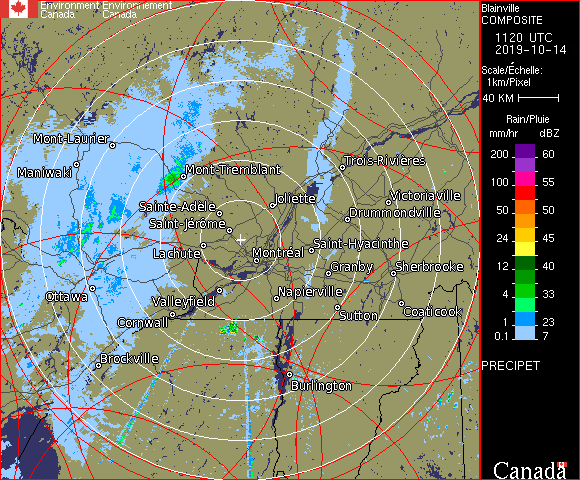 Environment Environnement
Canada Canada
Blainville
COMPOSITE
1120 UTC
2019-10-14
Scale/Échelle:
1km/Pixel
40 KM
Rain/Pluie
mm/hr dBZ
200 60
150 57
100 55
50 50
24 45
12 40
4 33
1 23
0.1 7
PRECIPET
Canada
Mont-Laurier
Maniwaki
Mont-Tremblant
Trois-Rivières
Sainte-Adele
Joliette
Victoriaville
Drummondville
Saint-Jérôme
Lachute
Montréal
Saint-Hyacinthe
Granby
Sherbrooke
Ottawa
Valleyfield
Napierville
Cornwall
Sutton
Coaticook
Brockville
Burlington